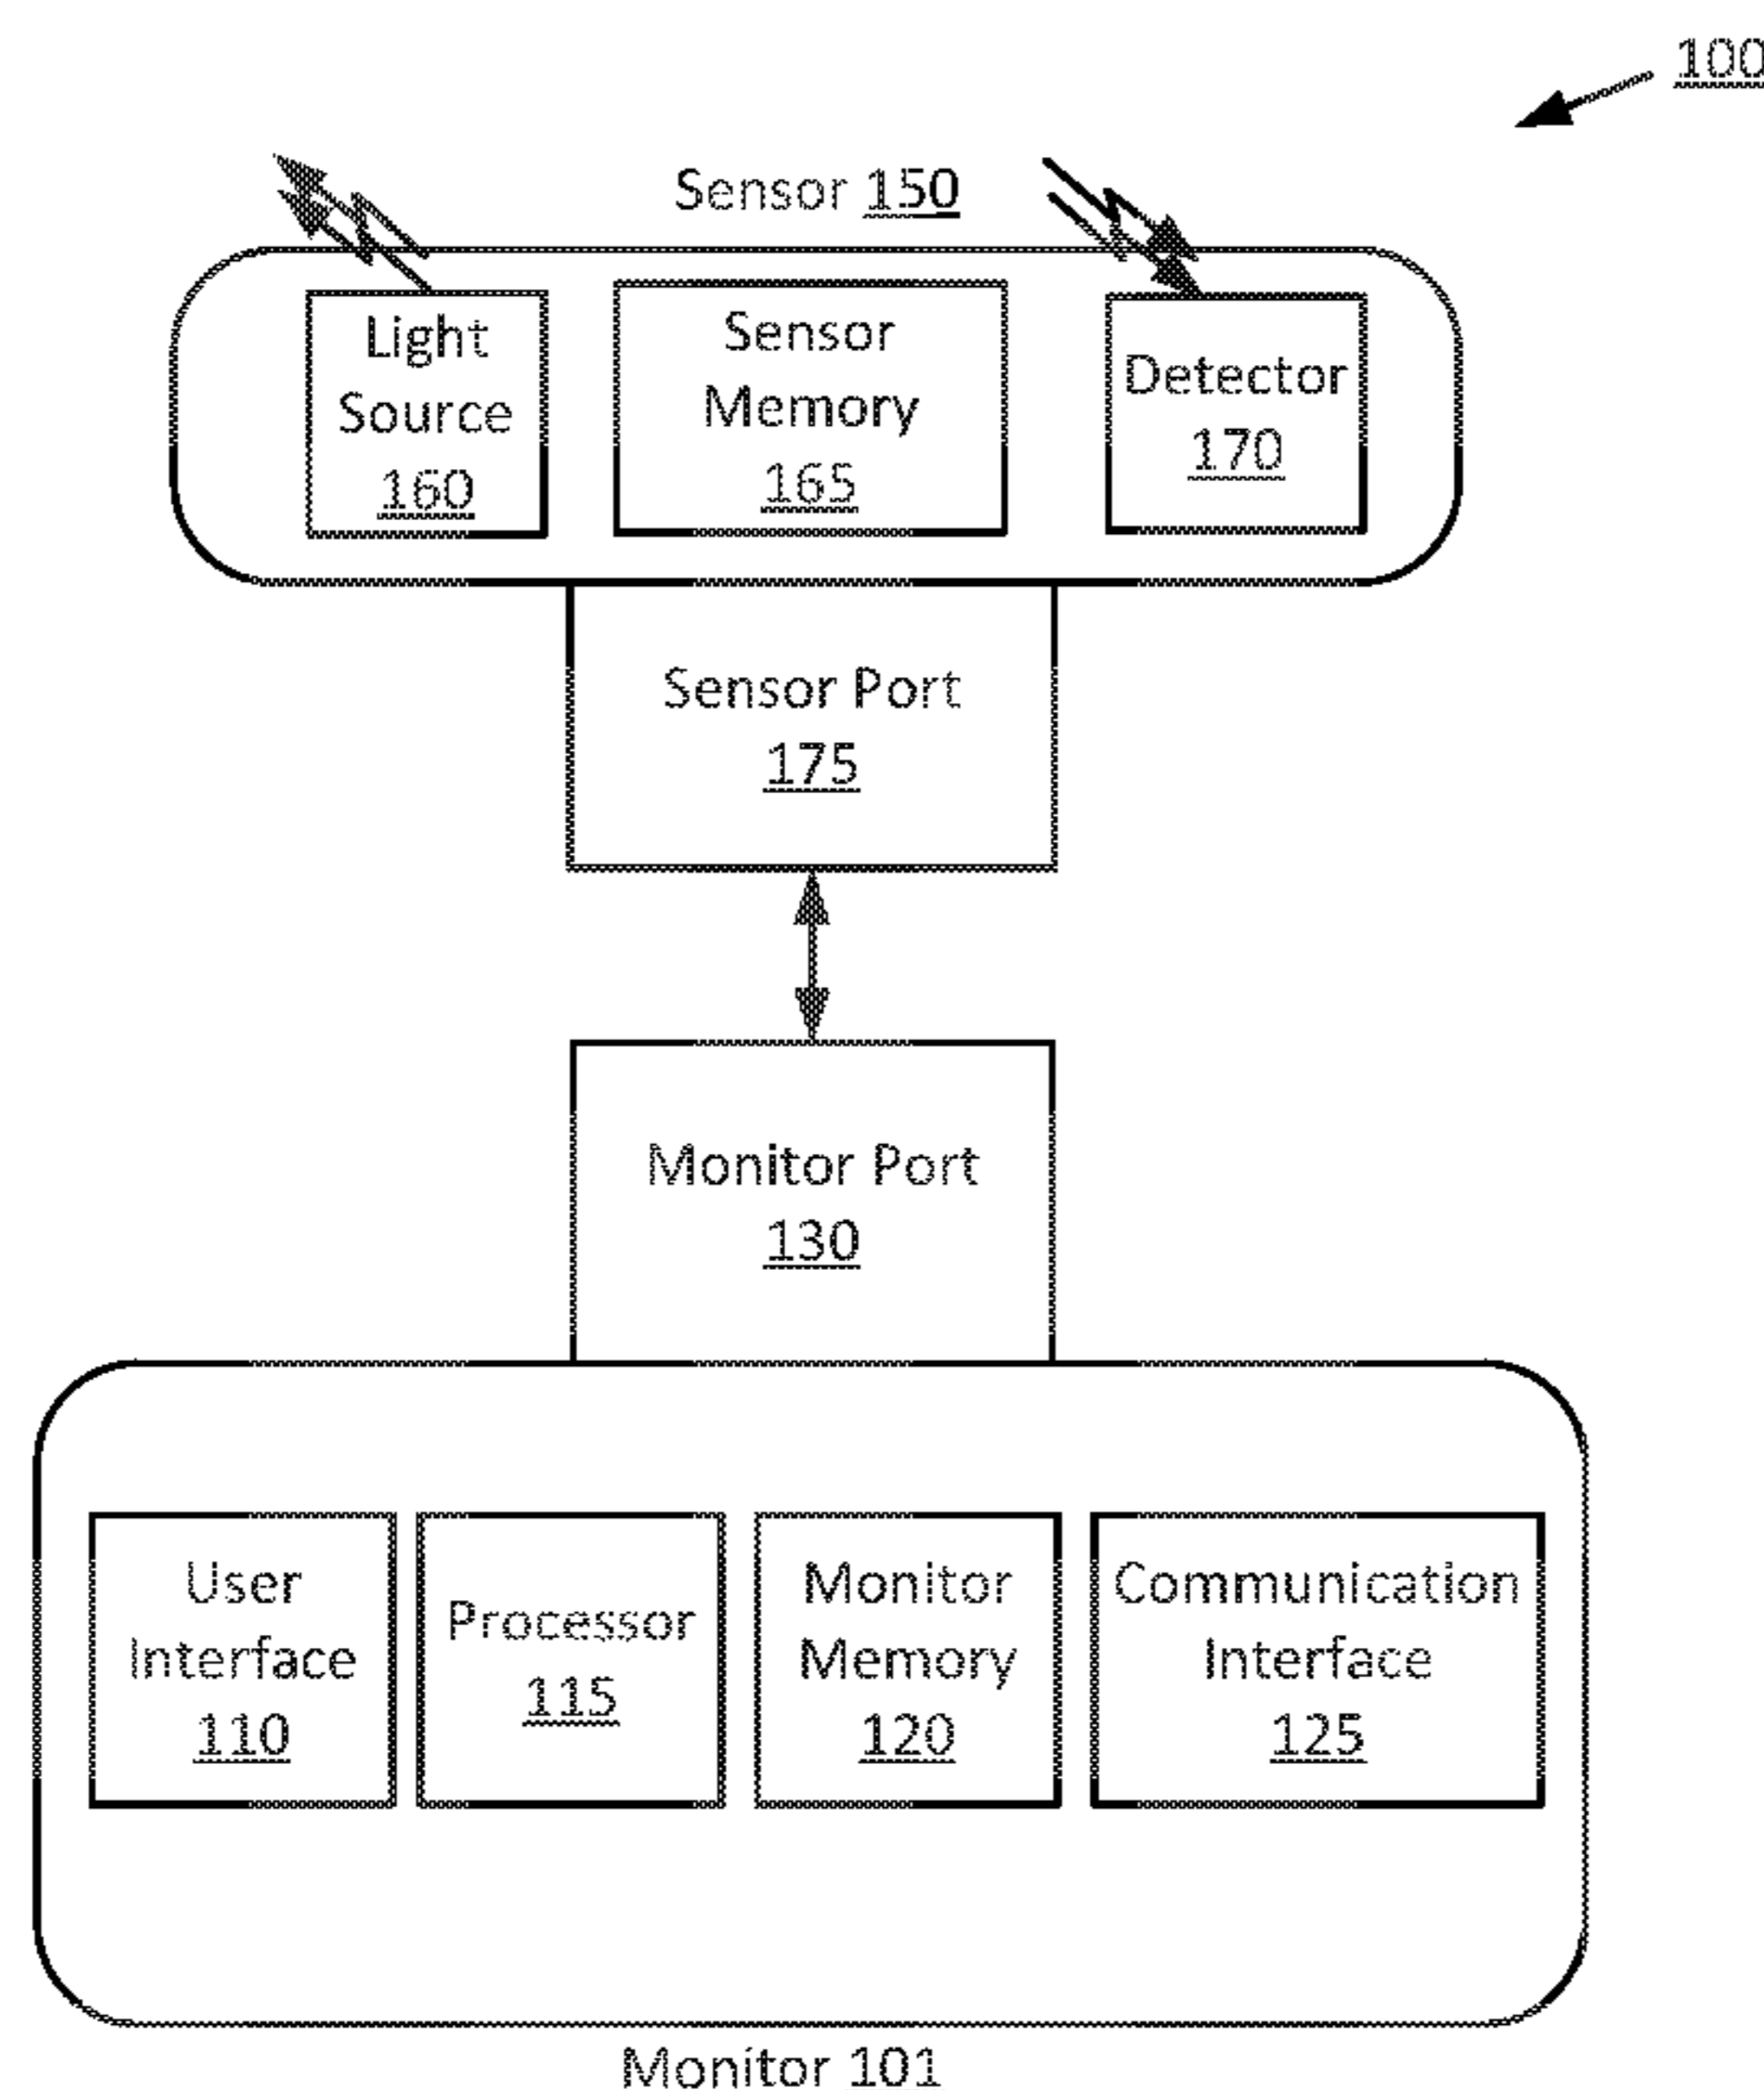 100
Sensor 150
Light
Source
160
Sensor
Memory
165
Detector
170
Sensor Port
175
Monitor Port
130
User
Interface
110
Processor
115
Monitor
Memory
120
Communication
Interface
125
Monitor 101